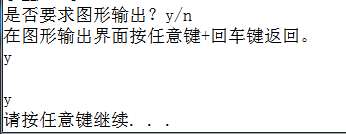 是否要求图形输出？y/n
在图形输出界面按任意键+回车键返回。
y
y
请按任意键继续. . .